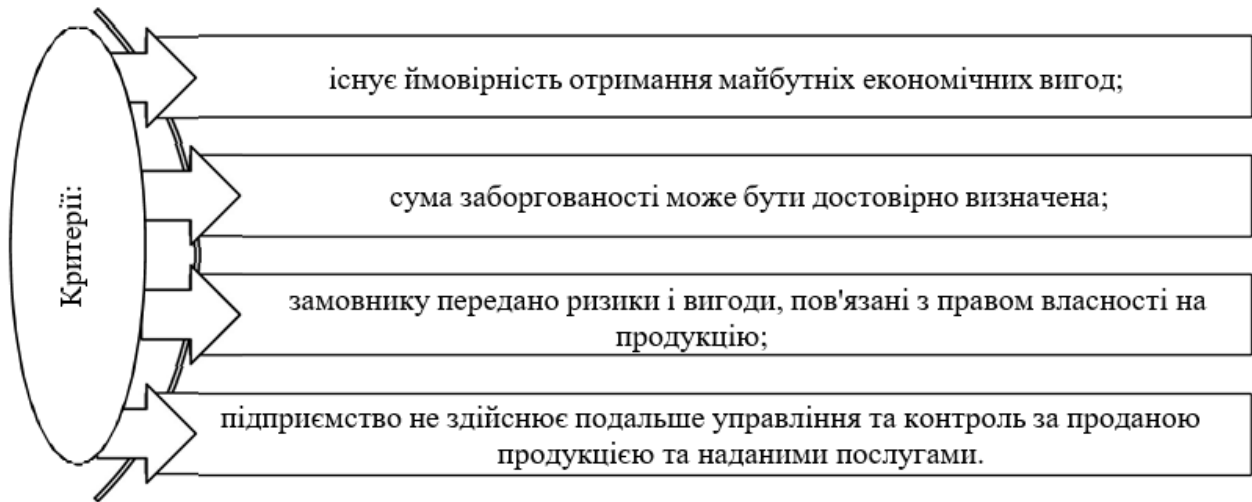 Критерії:
існує ймовірність отримання майбутніх економічних вигод;
сума заборгованості може бути достовірно визначена;
замовнику передано ризики і вигоди, пов'язані з правом власності на
продукцію;
підприємство не здійснює подальше управління та контроль за проданою
продукцією та наданими послугами.